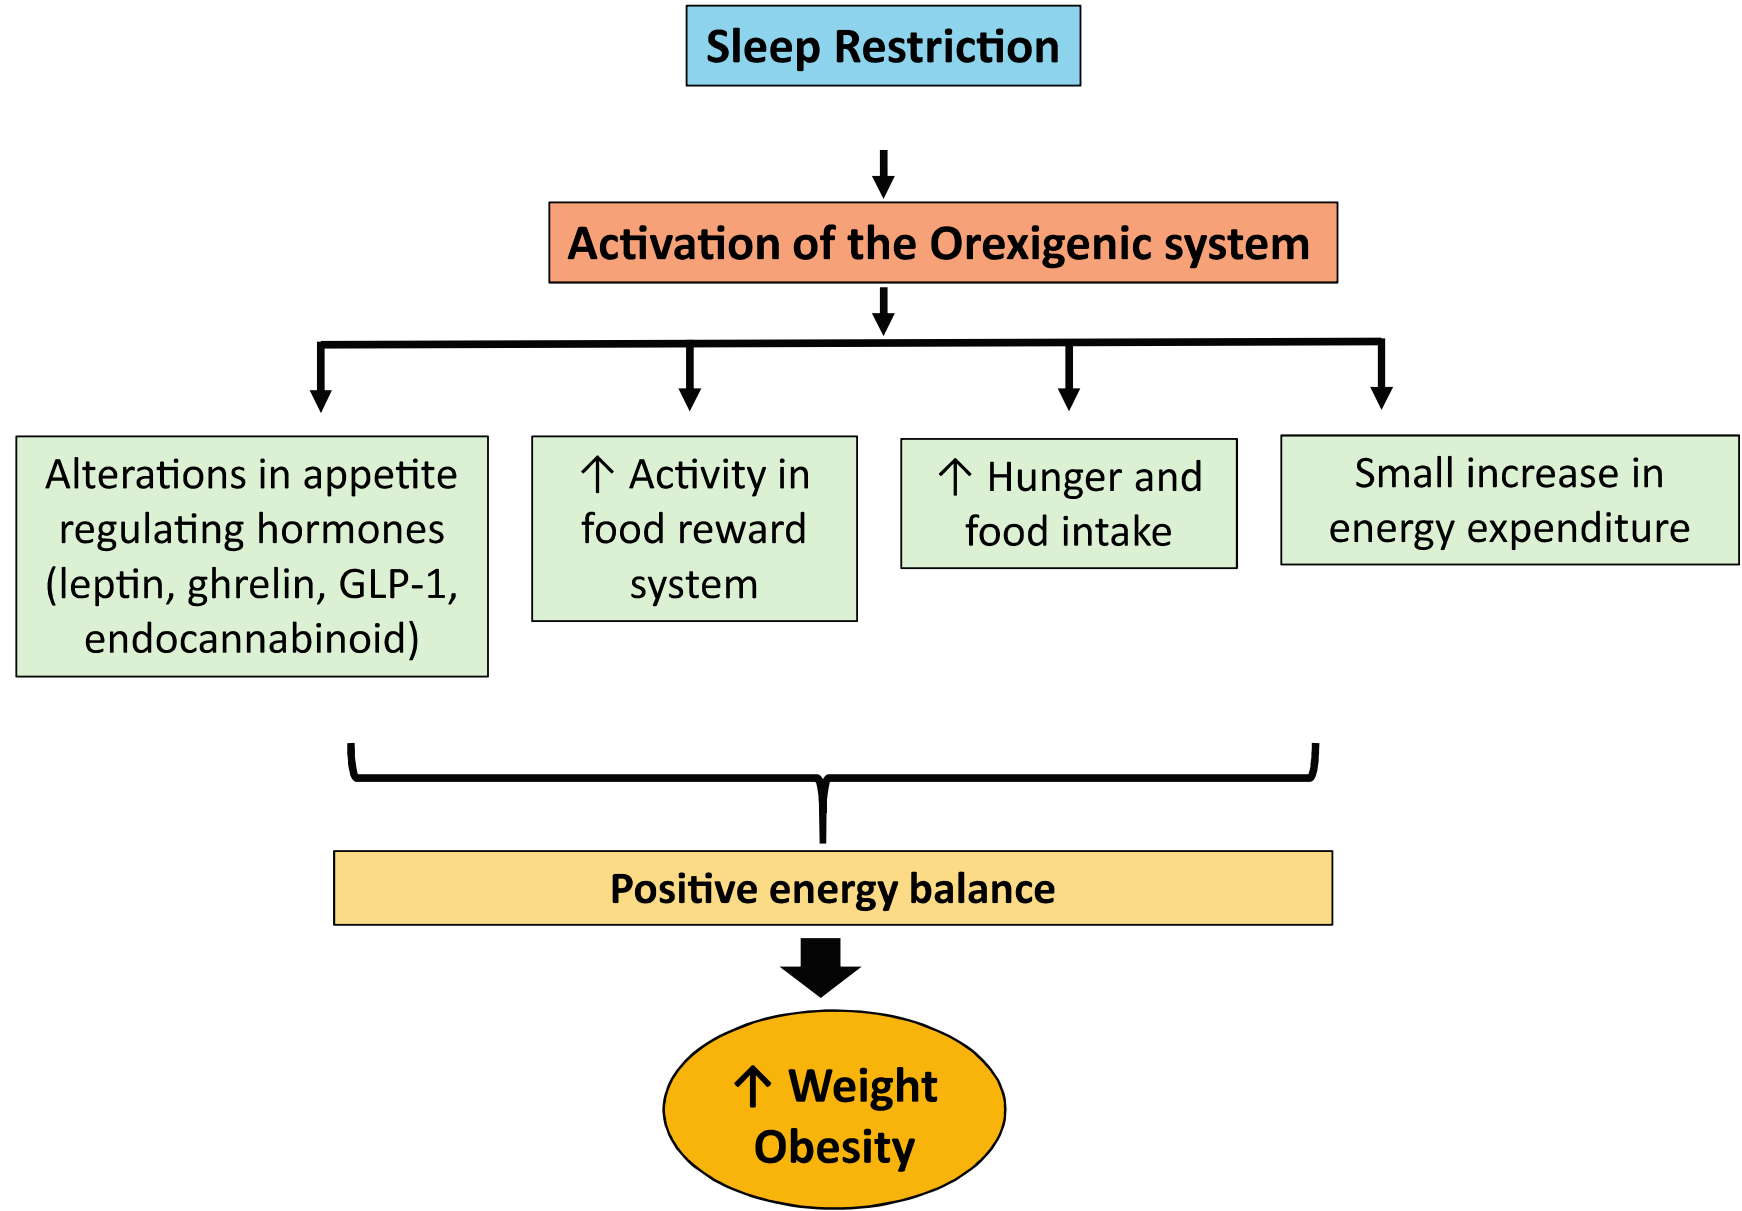 Sleep Restriction
Activation of the Orexigenic system
Alterations in appetite
regulating hormones
(leptin, ghrelin, GLP-1,
endocannabinoid)
↑ Activity in
food reward
system
↑ Hunger and
food intake
Small increase in
energy expenditure
Positive energy balance
↑ Weight
Obesity